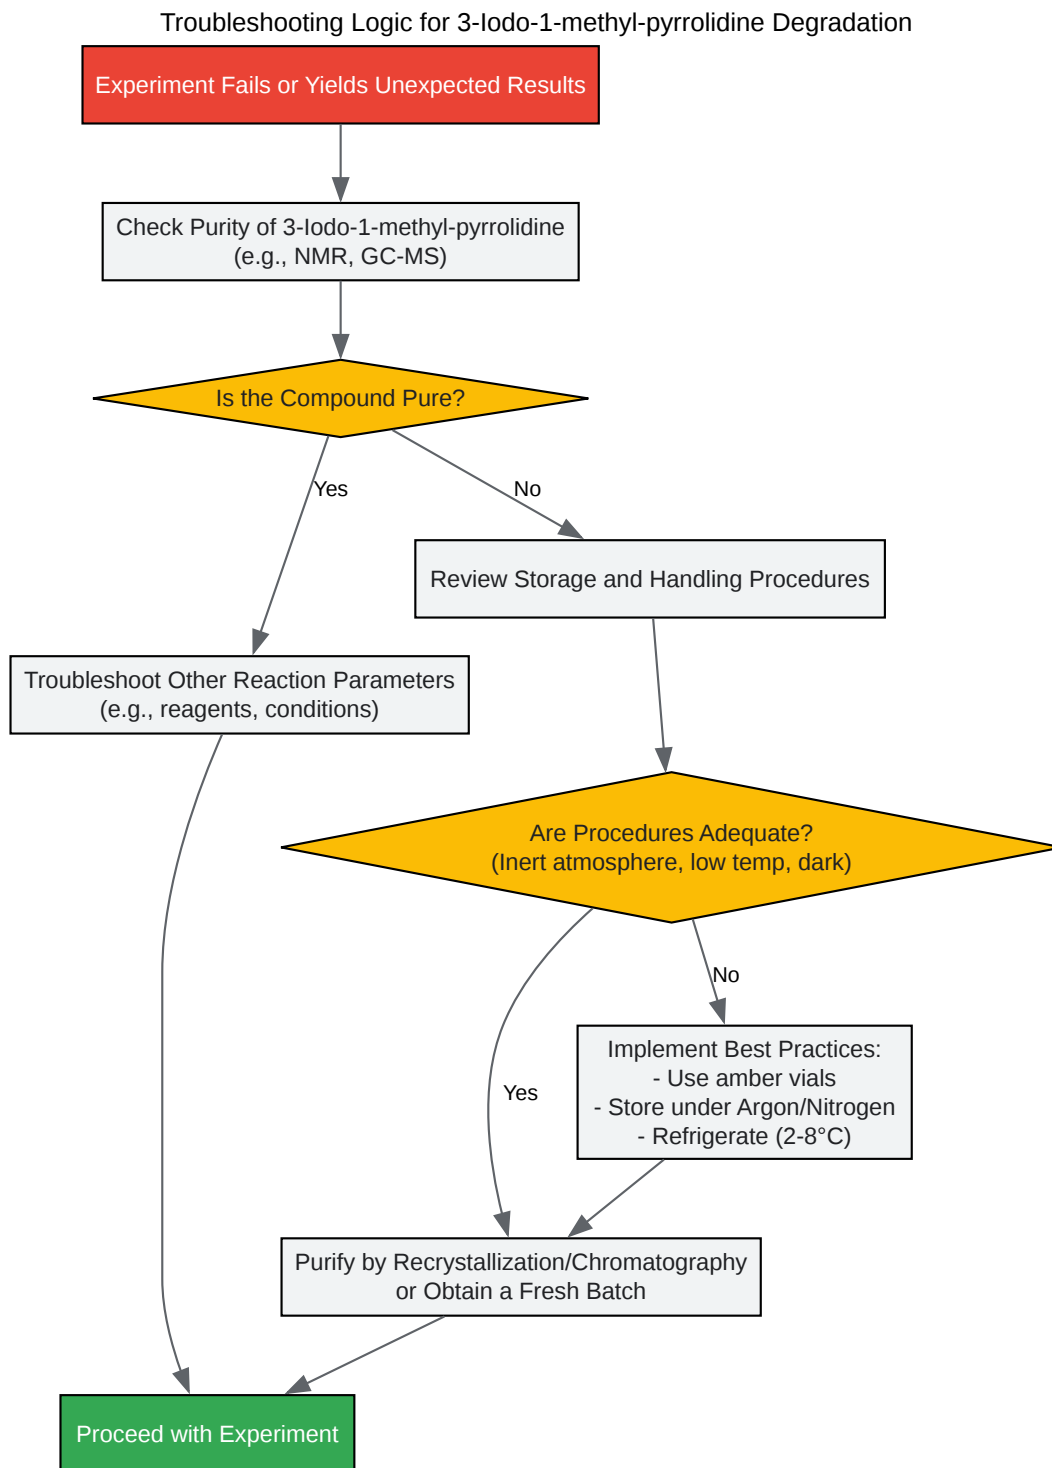 Troubleshooting Logic for 3-Iodo-1-methyl-pyrrolidine Degradation
Experiment Fails or Yields Unexpected Results
Check Purity of 3-Iodo-1-methyl-pyrrolidine
(e.g., NMR, GC-MS)
Is the Compound Pure?
Yes
No
Review Storage and Handling Procedures
Troubleshoot Other Reaction Parameters
(e.g., reagents, conditions)
Are Procedures Adequate?
(Inert atmosphere, low temp, dark)
No
Yes
Implement Best Practices:
- Use amber vials
- Store under Argon/Nitrogen
- Refrigerate (2-8°C)
Purify by Recrystallization/Chromatography
or Obtain a Fresh Batch
Proceed with Experiment